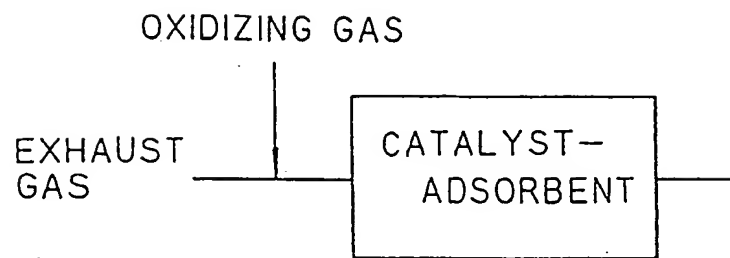 OXIDIZING GAS
EXHAUST
GAS
CATALYST-
ADSORBENT